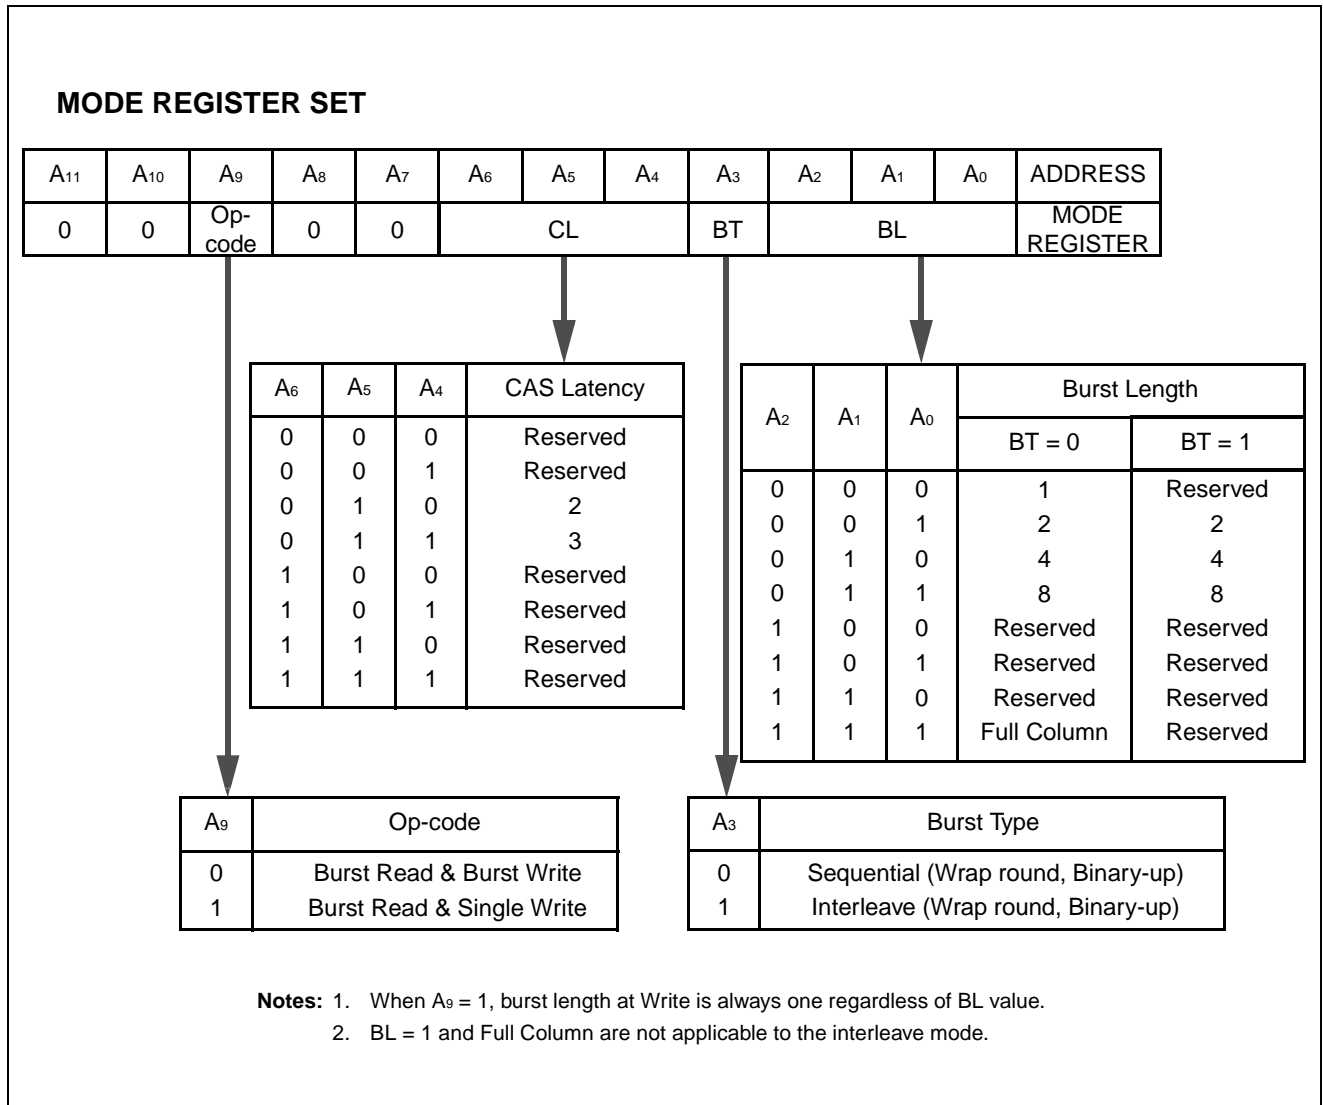 MODE REGISTER SET
A11 A10 A9 A8 A7 A6 A5 A4 A3 A2 A1 A0 ADDRESS
0 0 Op-code 0 0 CL BT BL MODE REGISTER
A6 A5 A4 CAS Latency
0 0 0 Reserved
0 0 1 Reserved
0 1 0 2
0 1 1 3
1 0 0 Reserved
1 0 1 Reserved
1 1 0 Reserved
1 1 1 Reserved
A2 A1 A0 Burst Length
BT = 0 BT = 1
0 0 0 1 Reserved
0 0 1 2 2
0 1 0 4 4
0 1 1 8 8
1 0 0 Reserved Reserved
1 0 1 Reserved Reserved
1 1 0 Reserved Reserved
1 1 1 Full Column Reserved
A9 Op-code
0 Burst Read & Burst Write
1 Burst Read & Single Write
A3 Burst Type
0 Sequential (Wrap round, Binary-up)
1 Interleave (Wrap round, Binary-up)
Notes: 1. When A9 = 1, burst length at Write is always one regardless of BL value.
2. BL = 1 and Full Column are not applicable to the interleave mode.